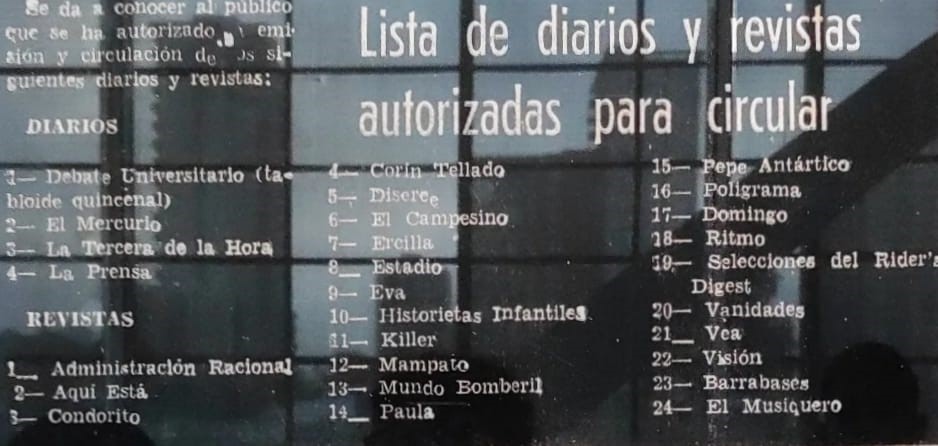 Lista de diarios y revistas
autorizadas para circular
Se da a conocer al público
que se ha autorizado emi-
sión y circulación de si-
guientes diarios y revistas:
DIARIOS
1— Debate Universitario (ta-
bloide quincenal)
2— El Mercurio
3— La Tercera de la Hora
4— La Prensa
REVISTAS
1— Administración Racional
2— Aquí Está
3— Condorito
4— Corín Tellado
5— Diserce
6— El Campesino
7— Ercilla
8— Estadio
9— Eva
10— Historietas Infantiles.
11— Killer
12— Mampato
13— Mundo Bomberil
14— Paula
15— Pepe Antártico
16— Poligrama
17— Domingo
18— Ritmo
19— Selecciones del Rider's
Digest
20— Vanidades
21— Vea
22— Visión
23— Barrabases
24— El Musiquero